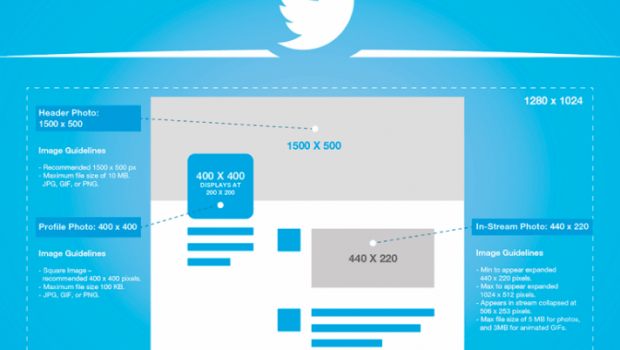 1280 x 1024
Header Photo:
1500 x 500
Image Guidelines
- Recommended 1500 x 500 px
- Maximum file size of 10 MB.
JPG, GIF, or PNG.
1500 X 500
400 X 400
DISPLAYS AT
200 X 200
Profile Photo: 400 x 400
Image Guidelines
- Square Image –
recommended 400 x 400 pixels.
- Maximum file size 100 KB.
- JPG, GIF, or PNG.
440 X 220
In-Stream Photo: 440 x 220
Image Guidelines
- Min to appear expanded
440 x 220 pixels.
- Max to appear expanded
1024 x 512 pixels.
- Appears in stream collapsed at
506 x 253 pixels.
- Max file size of 5 MB for photos,
and 3MB for animated GIFs.